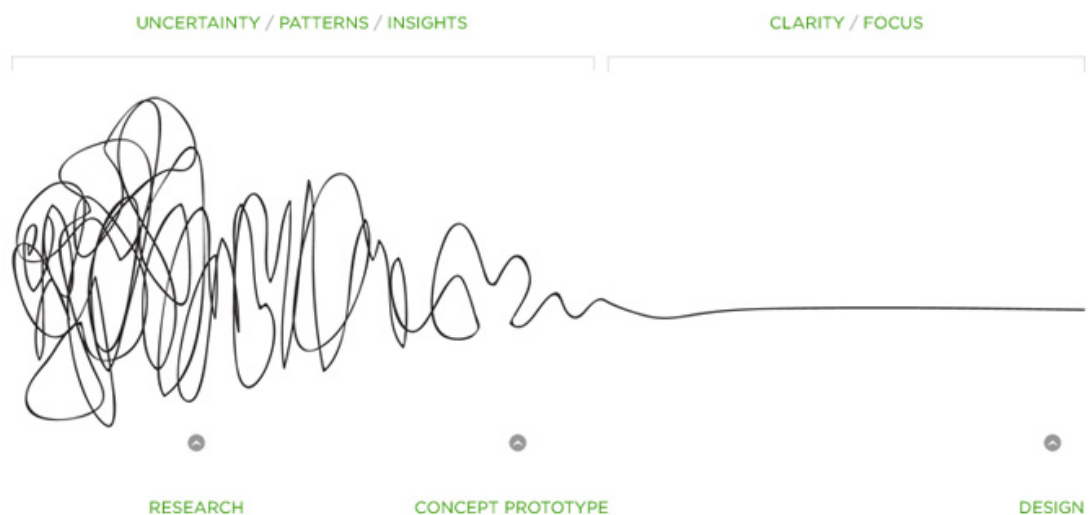 UNCERTAINTY / PATTERNS / INSIGHTS
CLARITY / FOCUS
RESEARCH
CONCEPT PROTOTYPE
DESIGN